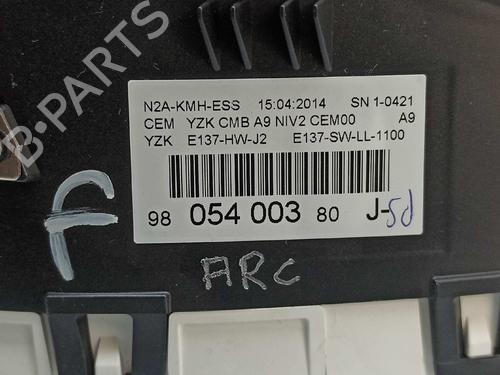 B-PARTS
N2A-KMH-ESS 15:04:2014 SN 1-0421
CEM YZK CMB A9 NIV2 CEM00 A9
YZK E137-HW-J2 E137-SW-LL-1100
98 054 003 80 J-
5d
F
ARC